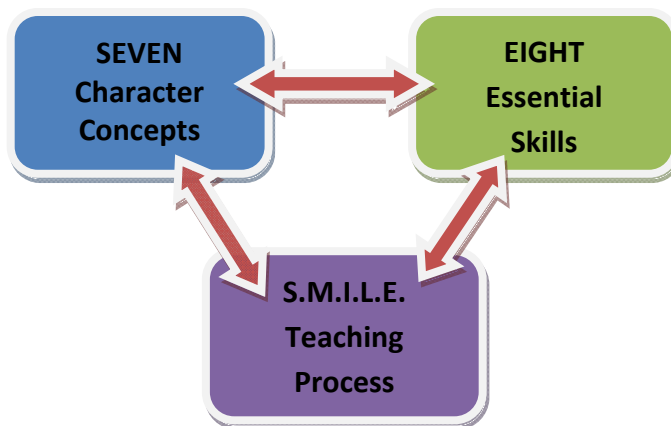 SEVEN
Character
Concepts
EIGHT
Essential
Skills
S.M.I.L.E.
Teaching
Process